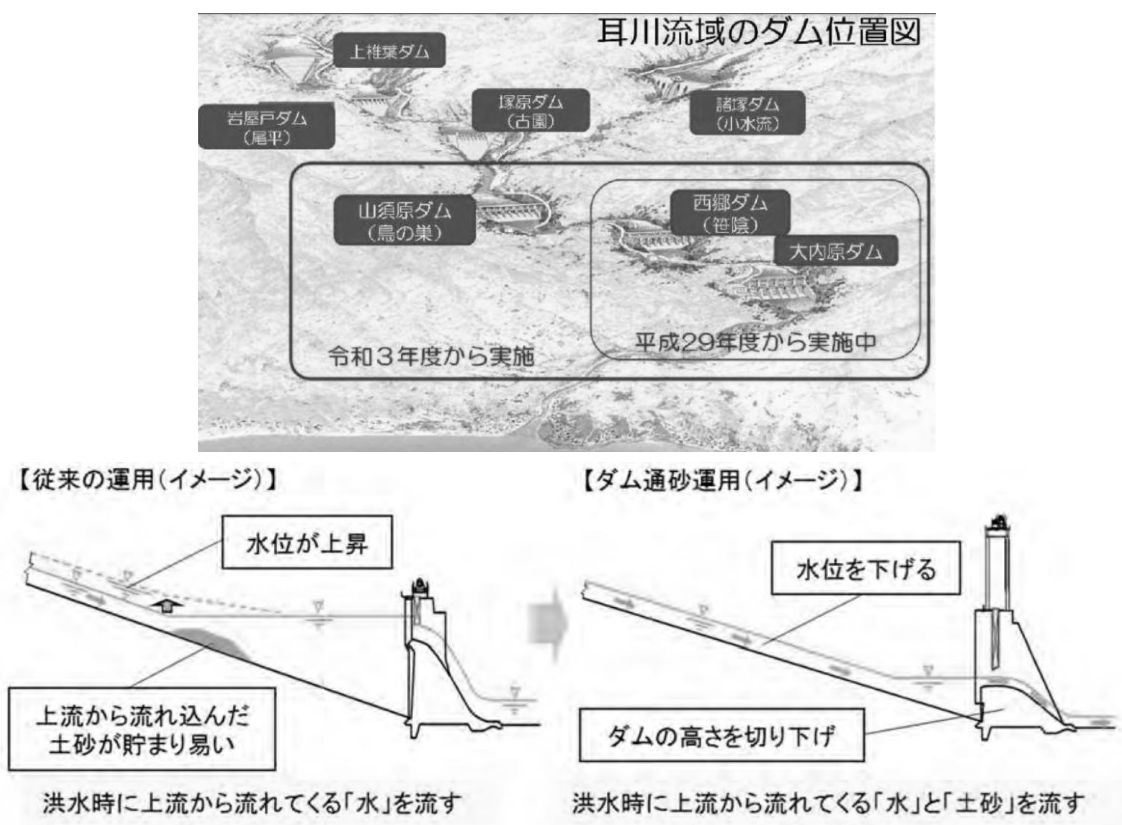 耳川流域のダム位置図
上椎葉ダム
岩屋戸ダム
(尾平)
塚原ダム
(古園)
諸塚ダム
(小水流)
山須原ダム
(鳥の巣)
西郷ダム
(笹陰)
大内原ダム
令和3年度から実施
平成29年度から実施中
【従来の運用(イメージ)】
水位が上昇
上流から流れ込んだ
土砂が貯まり易い
洪水時に上流から流れてくる「水」を流す
【ダム通砂運用(イメージ)】
水位を下げる
ダムの高さを切り下げ
洪水時に上流から流れてくる「水」と「土砂」を流す